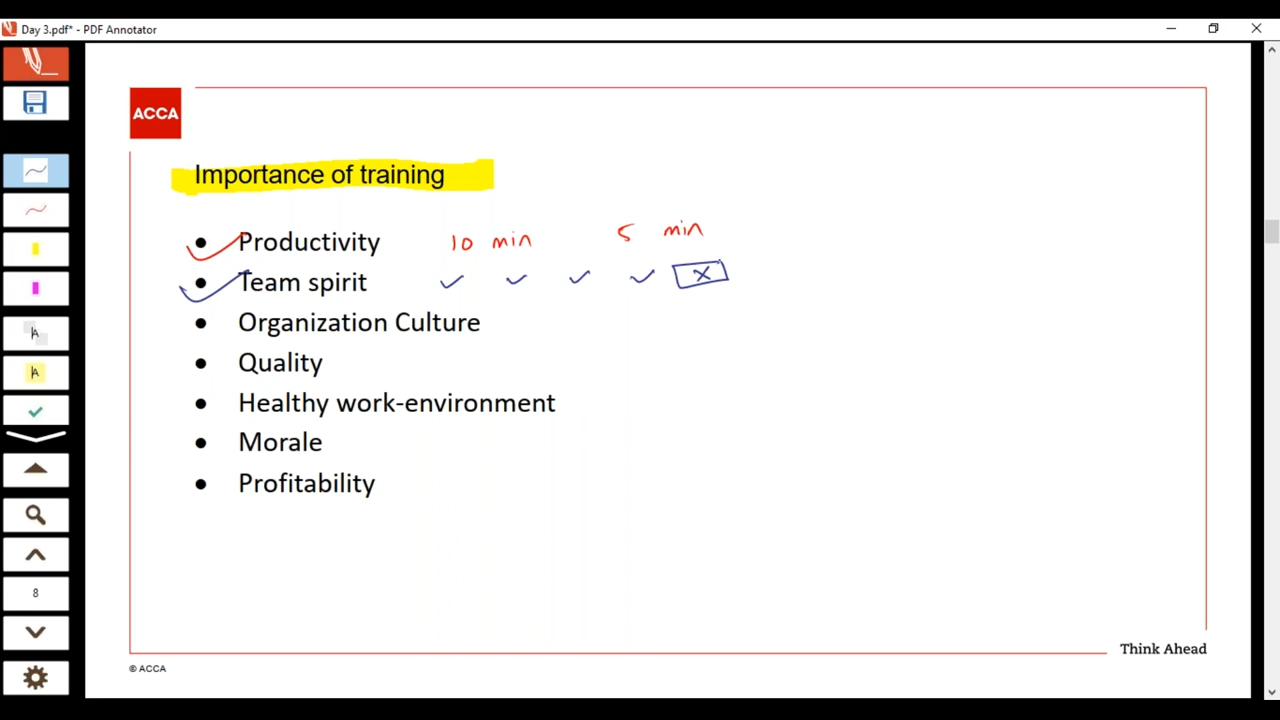 Day 3.pdf* - PDF Annotator
ACCA
Importance of training
• Productivity 10 min 5 min
• Team spirit ✓ ✓ ✓ ✓ x
• Organization Culture
• Quality
• Healthy work-environment
• Morale
• Profitability
8
Think Ahead
© ACCA